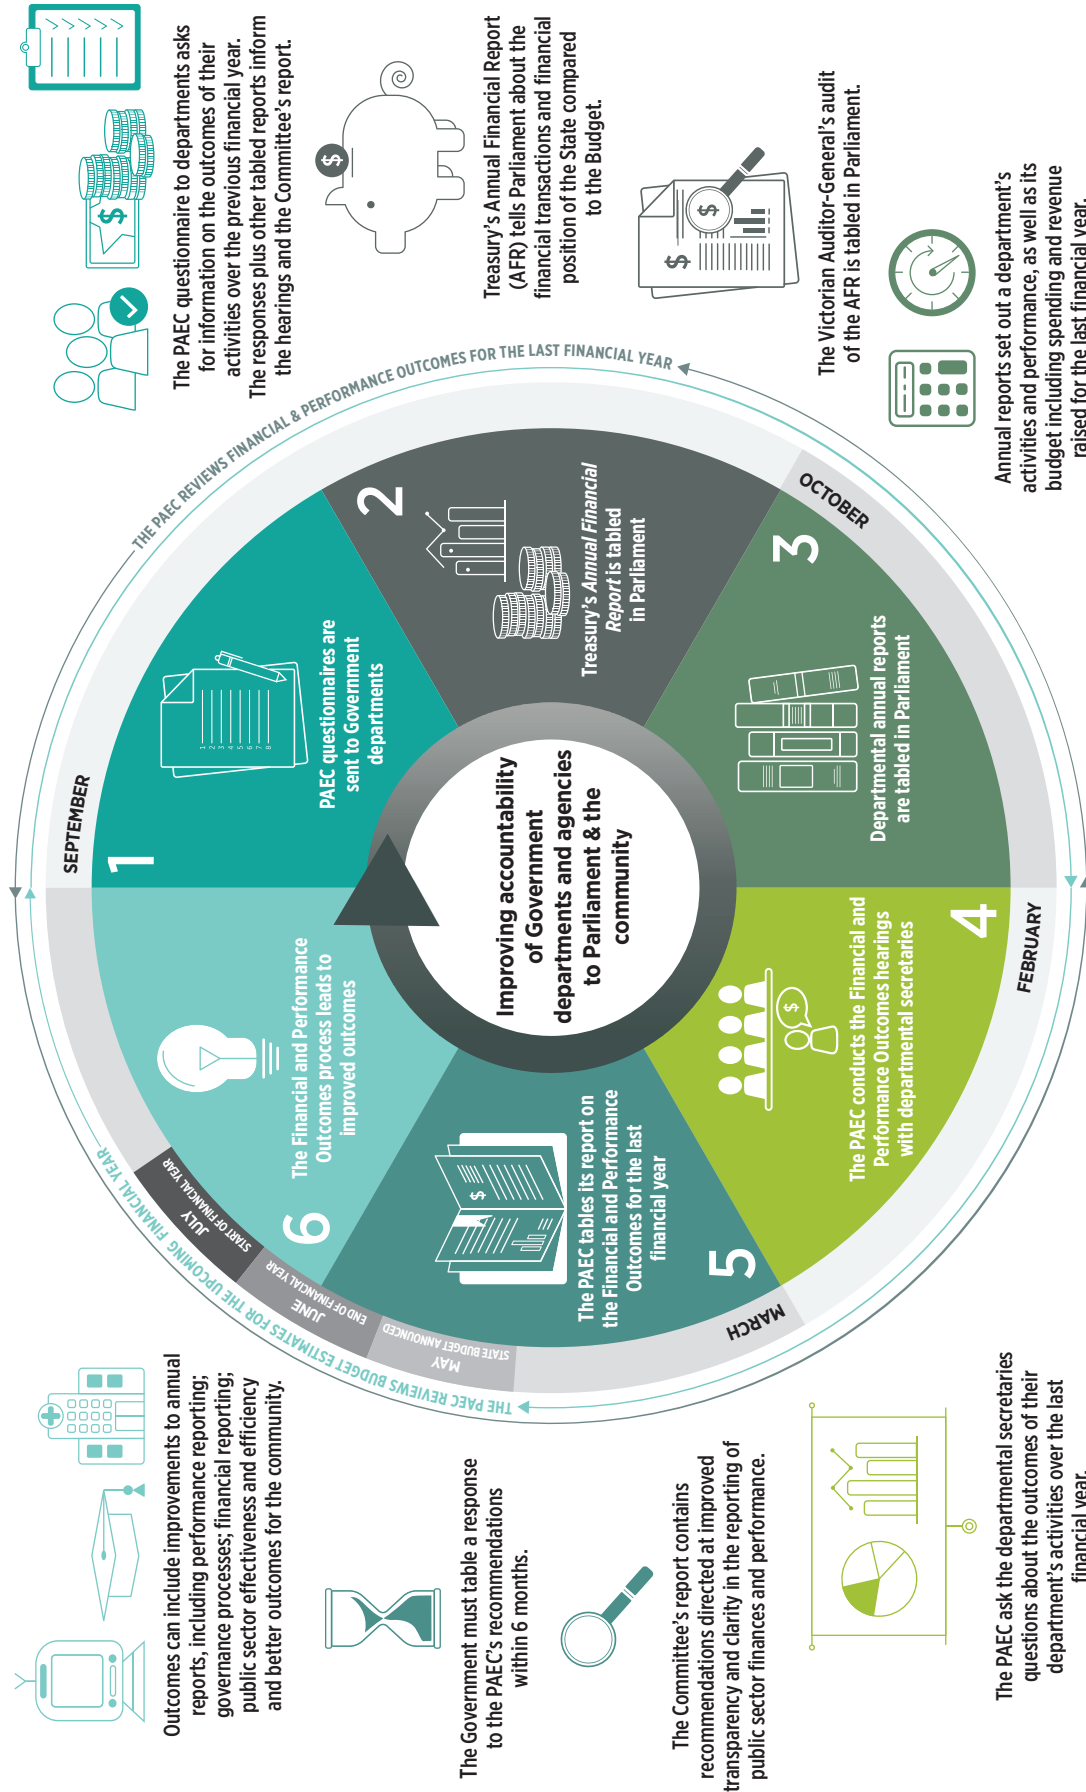 THE PAEC REVIEWS FINANCIAL & PERFORMANCE OUTCOMES FOR THE LAST FINANCIAL YEAR
THE PAEC REVIEWS BUDGET ESTIMATES FOR THE UPCOMING FINANCIAL YEAR
Improving accountability
of Government
departments and agencies
to Parliament & the
community
SEPTEMBER
1
1
2
3
4
5
6
7
8
PAEC questionnaires are
sent to Government
departments
The PAEC questionnaire to departments asks
for information on the outcomes of their
activities over the previous financial year.
The responses plus other tabled reports inform
the hearings and the Committee's report.
$
2
Treasury's Annual Financial
Report is tabled
in Parliament
$
Treasury's Annual Financial Report
(AFR) tells Parliament about the
financial transactions and financial
position of the State compared
to the Budget.
$
$
The Victorian Auditor-General's audit
of the AFR is tabled in Parliament.
OCTOBER
3
Departmental annual reports
are tabled in Parliament
Annual reports set out a department's
activities and performance, as well as its
budget including spending and revenue
raised for the last financial year.
FEBRUARY
4
$
The PAEC conducts the Financial and
Performance Outcomes hearings
with departmental secretaries
The PAEC ask the departmental secretaries
questions about the outcomes of their
department's activities over the last
financial year.
MARCH
5
$
The PAEC tables its report on
the Financial and Performance
Outcomes for the last
financial year
The Committee's report contains
recommendations directed at improved
transparency and clarity in the reporting of
public sector finances and performance.
The Government must table a response
to the PAEC's recommendations
within 6 months.
MAY
STATE BUDGET ANNOUNCED
JUNE
END OF FINANCIAL YEAR
JULY
START OF FINANCIAL YEAR
6
The Financial and Performance
Outcomes process leads to
improved outcomes
Outcomes can include improvements to annual
reports, including performance reporting;
governance processes; financial reporting;
public sector effectiveness and efficiency
and better outcomes for the community.